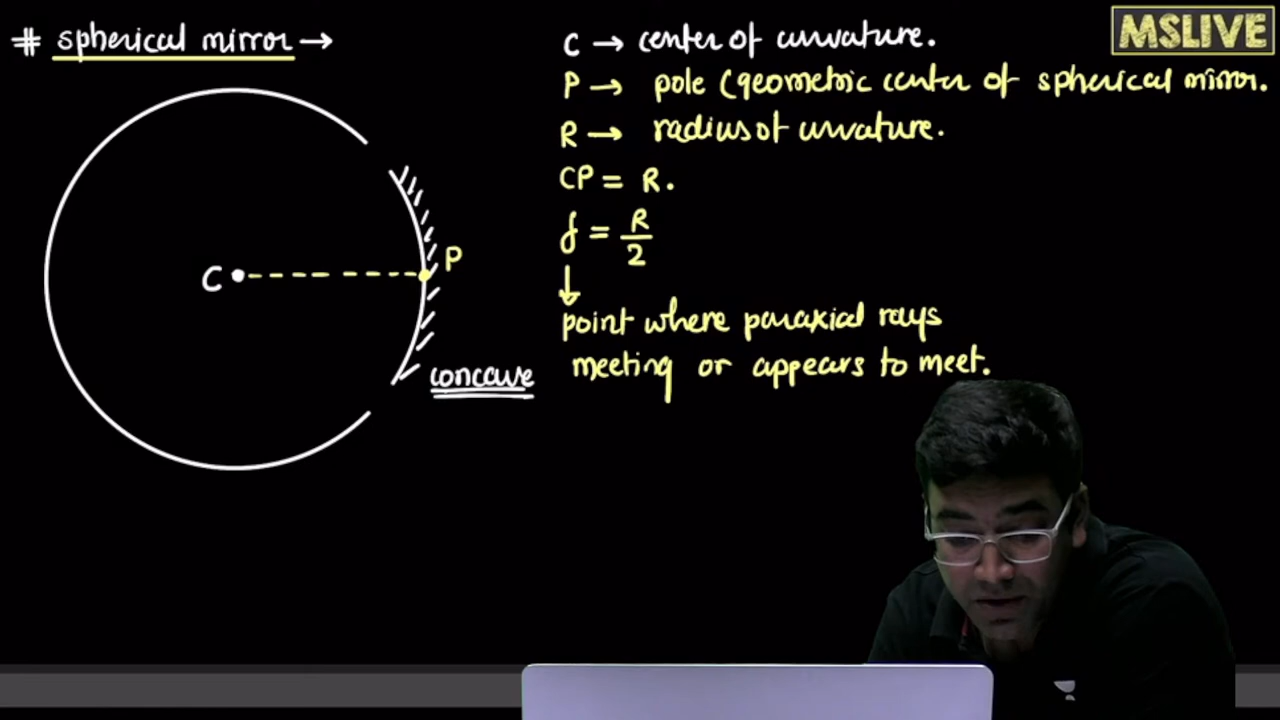 # spherical mirror →
C → center of curvature.
P → pole (geometric center of spherical mirror.
R → radius of curvature.
CP = R.
f = R/2
↓
point where paraxial rays
meeting or appears to meet.
C
P
concave
MSLIVE